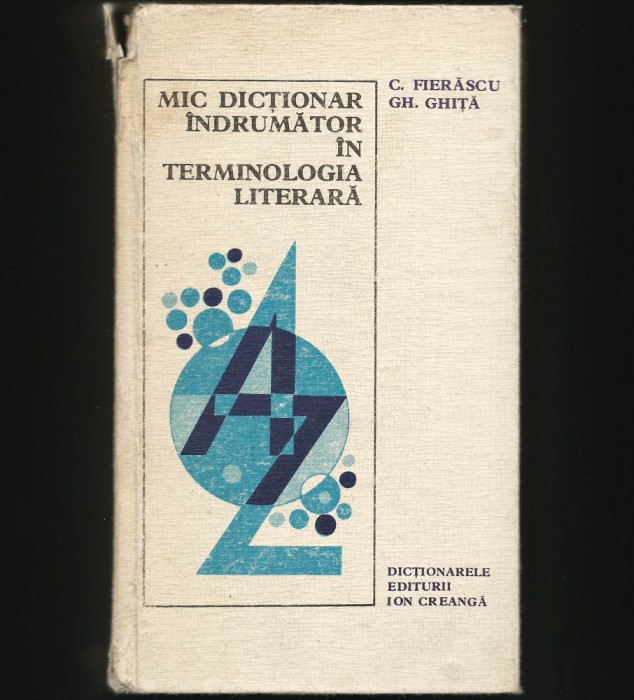 MIC DICȚIONAR
ÎNDRUMĂTOR
ÎN
TERMINOLOGIA
LITERARĂ
C. FIERĂSCU
GH. GHIȚĂ
A
Z
DICȚIONARELE
EDITURII
ION CREANGĂ